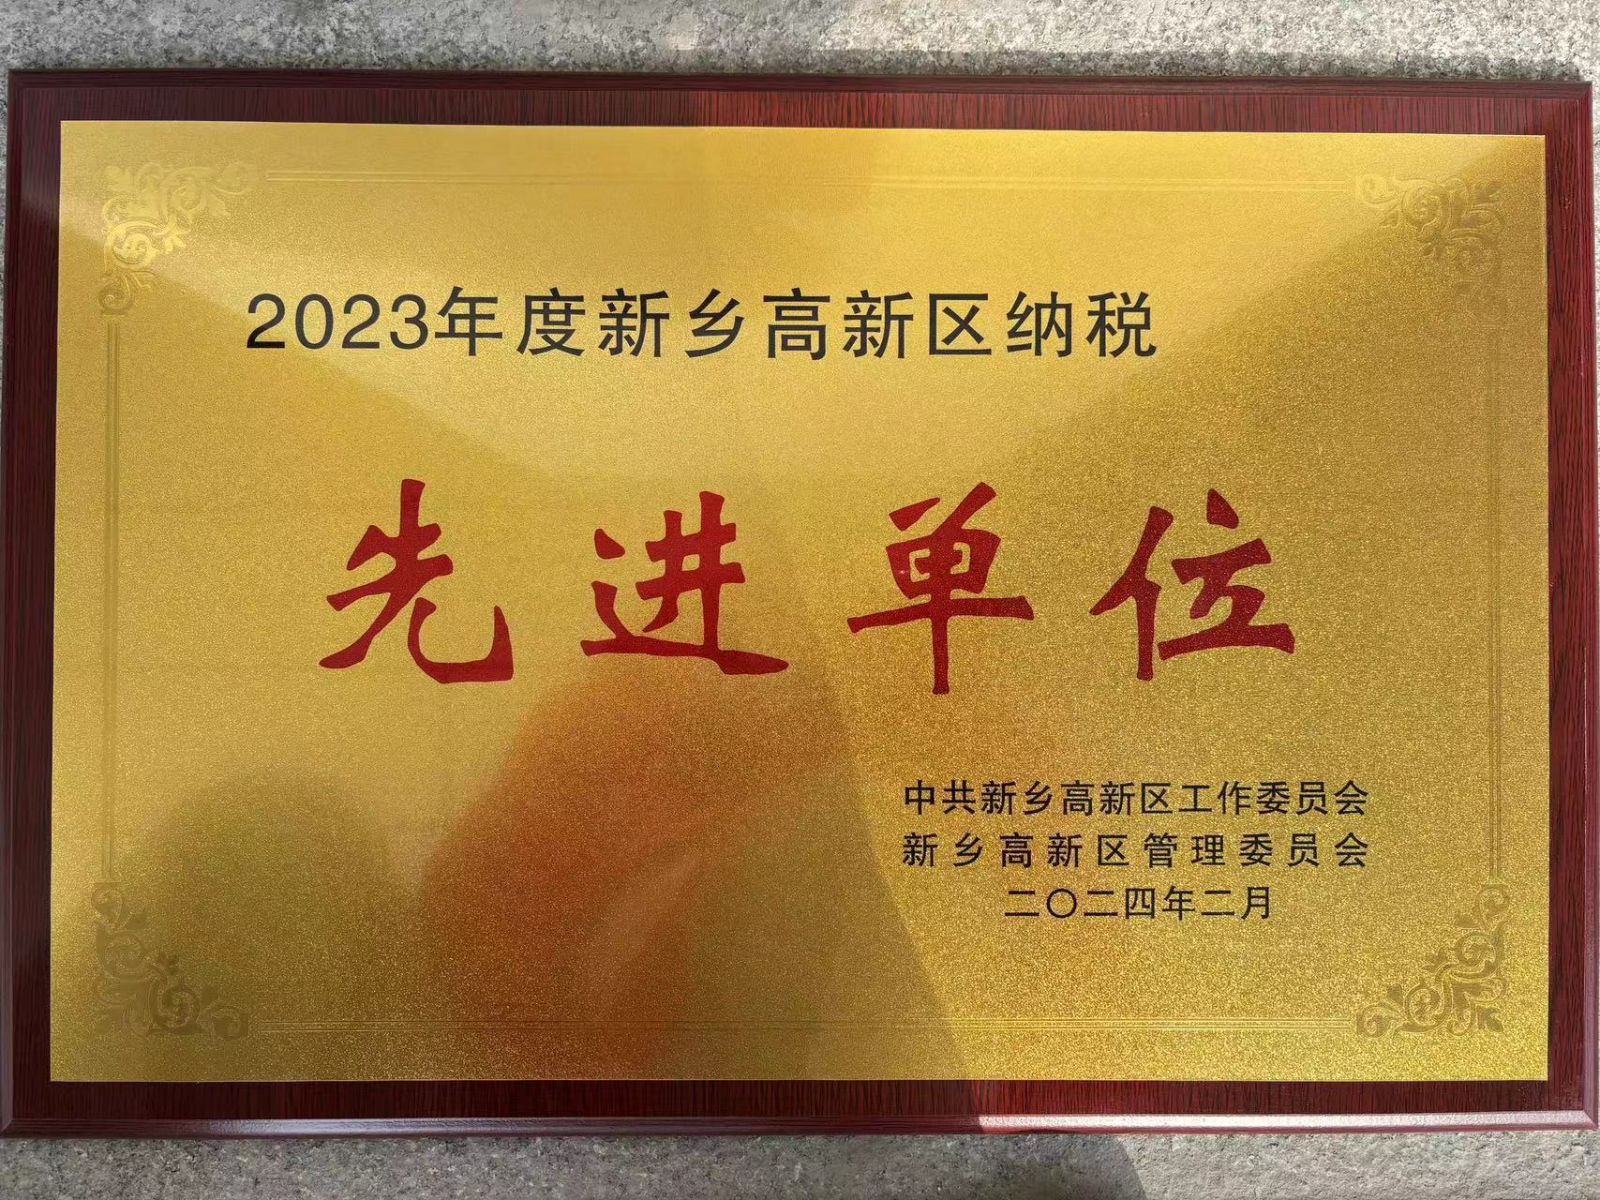 2023年度新乡高新区纳税
先进单位
中共新乡高新区工作委员会
新乡高新区管理委员会
二〇二四年二月